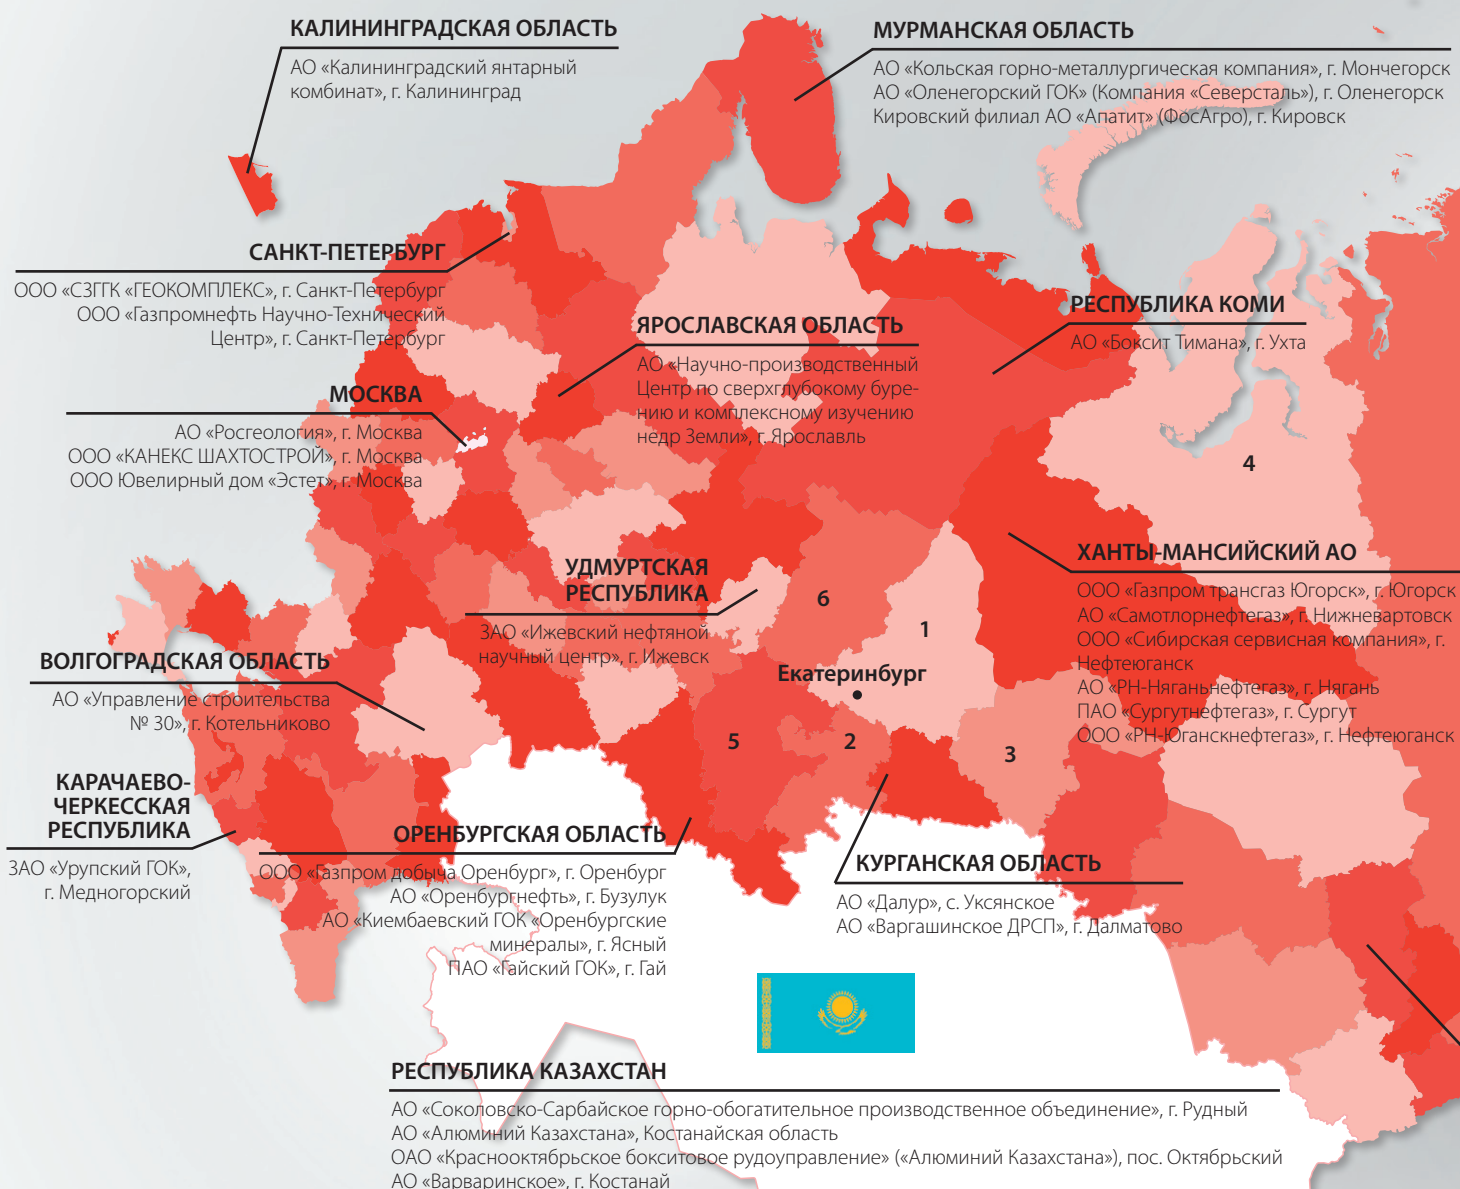 КАЛИНИНГРАДСКАЯ ОБЛАСТЬ
АО «Калининградский янтарный
комбинат», г. Калининград
МУРМАНСКАЯ ОБЛАСТЬ
АО «Кольская горно-металлургическая компания», г. Мончегорск
АО «Оленегорский ГОК» (Компания «Северсталь»), г. Оленегорск
Кировский филиал АО «Апатит» (ФосАгро), г. Кировск
САНКТ-ПЕТЕРБУРГ
ООО «СЗГГК «ГЕОКОМПЛЕКС», г. Санкт-Петербург
ООО «Газпромнефть Научно-Технический
Центр», г. Санкт-Петербург
ЯРОСЛАВСКАЯ ОБЛАСТЬ
АО «Научно-производственный
Центр по сверхглубокому буре-
нию и комплексному изучению
недр Земли», г. Ярославль
РЕСПУБЛИКА КОМИ
АО «Боксит Тимана», г. Ухта
МОСКВА
АО «Росгеология», г. Москва
ООО «КАНЕКС ШАХТОСТРОЙ», г. Москва
ООО Ювелирный дом «Эстет», г. Москва
4
ХАНТЫ-МАНСИЙСКИЙ АО
ООО «Газпром трансгаз Югорск», г. Югорск
АО «Самотлорнефтегаз», г. Нижневартовск
ООО «Сибирская сервисная компания», г.
Нефтеюганск
АО «РН-Няганьнефтегаз», г. Нягань
ПАО «Сургутнефтегаз», г. Сургут
ООО «РН-Юганскнефтегаз», г. Нефтеюганск
УДМУРТСКАЯ
РЕСПУБЛИКА
ЗАО «Ижевский нефтяной
научный центр», г. Ижевск
6
1
Екатеринбург
5
2
3
ВОЛГОГРАДСКАЯ ОБЛАСТЬ
АО «Управление строительства
№ 30», г. Котельниково
КАРАЧАЕВО-
ЧЕРКЕССКАЯ
РЕСПУБЛИКА
ЗАО «Урупский ГОК»,
г. Медногорский
ОРЕНБУРГСКАЯ ОБЛАСТЬ
ООО «Газпром добыча Оренбург», г. Оренбург
АО «Оренбургнефть», г. Бузулук
АО «Киембаевский ГОК «Оренбургские
минералы», г. Ясный
ПАО «Гайский ГОК», г. Гай
КУРГАНСКАЯ ОБЛАСТЬ
АО «Далур», с. Уксянское
АО «Варгашинское ДРСП», г. Далматово
РЕСПУБЛИКА КАЗАХСТАН
АО «Соколовско-Сарбайское горно-обогатительное производственное объединение», г. Рудный
АО «Алюминий Казахстана», Костанайская область
ОАО «Краснооктябрьское бокситовое рудоуправление» («Алюминий Казахстана»), пос. Октябрьский
АО «Варваринское», г. Костанай